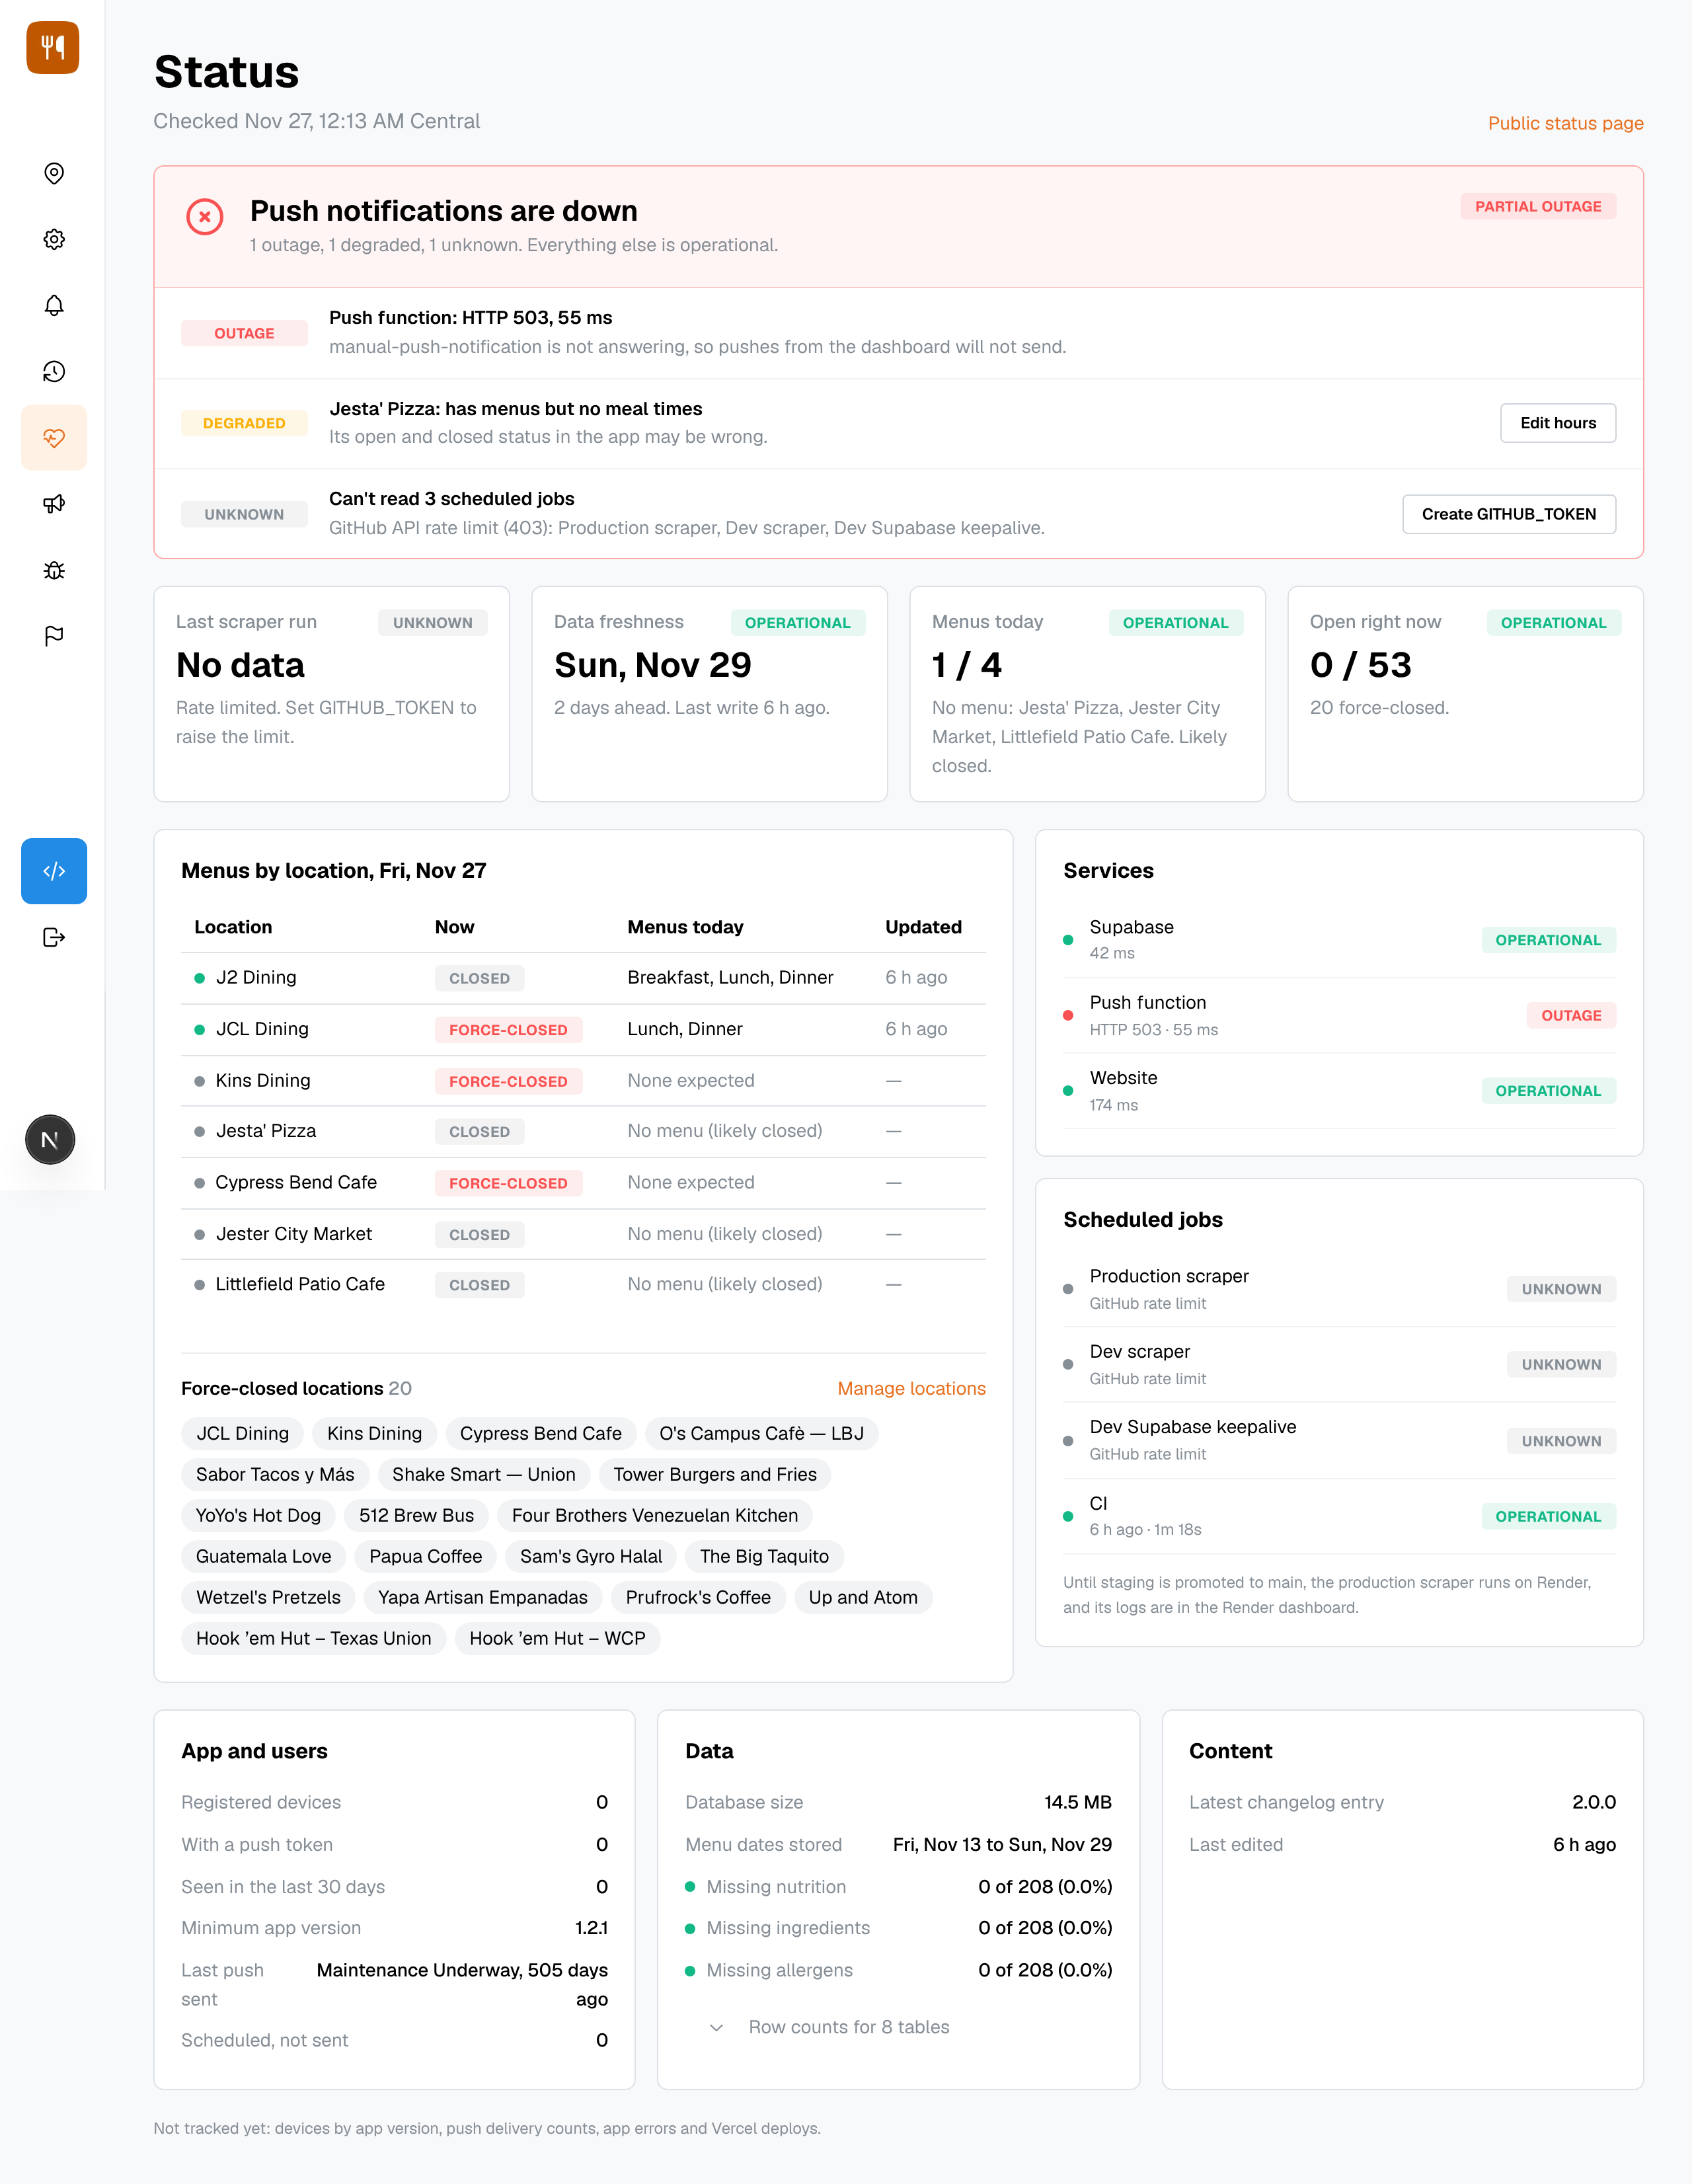 Status
Checked Nov 27, 12:13 AM Central
Public status page
Push notifications are down
1 outage, 1 degraded, 1 unknown. Everything else is operational.
PARTIAL OUTAGE
OUTAGE
Push function: HTTP 503, 55 ms
manual-push-notification is not answering, so pushes from the dashboard will not send.
DEGRADED
Jesta' Pizza: has menus but no meal times
Its open and closed status in the app may be wrong.
Edit hours
UNKNOWN
Can't read 3 scheduled jobs
GitHub API rate limit (403): Production scraper, Dev scraper, Dev Supabase keepalive.
Create GITHUB_TOKEN
Last scraper run
UNKNOWN
No data
Rate limited. Set GITHUB_TOKEN to
raise the limit.
Data freshness
OPERATIONAL
Sun, Nov 29
2 days ahead. Last write 6 h ago.
Menus today
OPERATIONAL
1 / 4
No menu: Jesta' Pizza, Jester City
Market, Littlefield Patio Cafe. Likely
closed.
Open right now
OPERATIONAL
0 / 53
20 force-closed.
Menus by location, Fri, Nov 27
Location Now Menus today Updated
J2 Dining CLOSED Breakfast, Lunch, Dinner 6 h ago
JCL Dining FORCE-CLOSED Lunch, Dinner 6 h ago
Kins Dining FORCE-CLOSED None expected —
Jesta' Pizza CLOSED No menu (likely closed) —
Cypress Bend Cafe FORCE-CLOSED None expected —
Jester City Market CLOSED No menu (likely closed) —
Littlefield Patio Cafe CLOSED No menu (likely closed) —
Force-closed locations 20
Manage locations
JCL Dining Kins Dining Cypress Bend Cafe O's Campus Cafè — LBJ
Sabor Tacos y Más Shake Smart — Union Tower Burgers and Fries
YoYo's Hot Dog 512 Brew Bus Four Brothers Venezuelan Kitchen
Guatemala Love Papua Coffee Sam's Gyro Halal The Big Taquito
Wetzel's Pretzels Yapa Artisan Empanadas Prufrock's Coffee Up and Atom
Hook ’em Hut – Texas Union Hook ’em Hut – WCP
Services
Supabase
42 ms
OPERATIONAL
Push function
HTTP 503 · 55 ms
OUTAGE
Website
174 ms
OPERATIONAL
Scheduled jobs
Production scraper
GitHub rate limit
UNKNOWN
Dev scraper
GitHub rate limit
UNKNOWN
Dev Supabase keepalive
GitHub rate limit
UNKNOWN
CI
6 h ago · 1m 18s
OPERATIONAL
Until staging is promoted to main, the production scraper runs on Render,
and its logs are in the Render dashboard.
N
App and users
Registered devices 0
With a push token 0
Seen in the last 30 days 0
Minimum app version 1.2.1
Last push Maintenance Underway, 505 days
sent ago
Scheduled, not sent 0
Data
Database size 14.5 MB
Menu dates stored Fri, Nov 13 to Sun, Nov 29
Missing nutrition 0 of 208 (0.0%)
Missing ingredients 0 of 208 (0.0%)
Missing allergens 0 of 208 (0.0%)
Row counts for 8 tables
Content
Latest changelog entry 2.0.0
Last edited 6 h ago
Not tracked yet: devices by app version, push delivery counts, app errors and Vercel deploys.